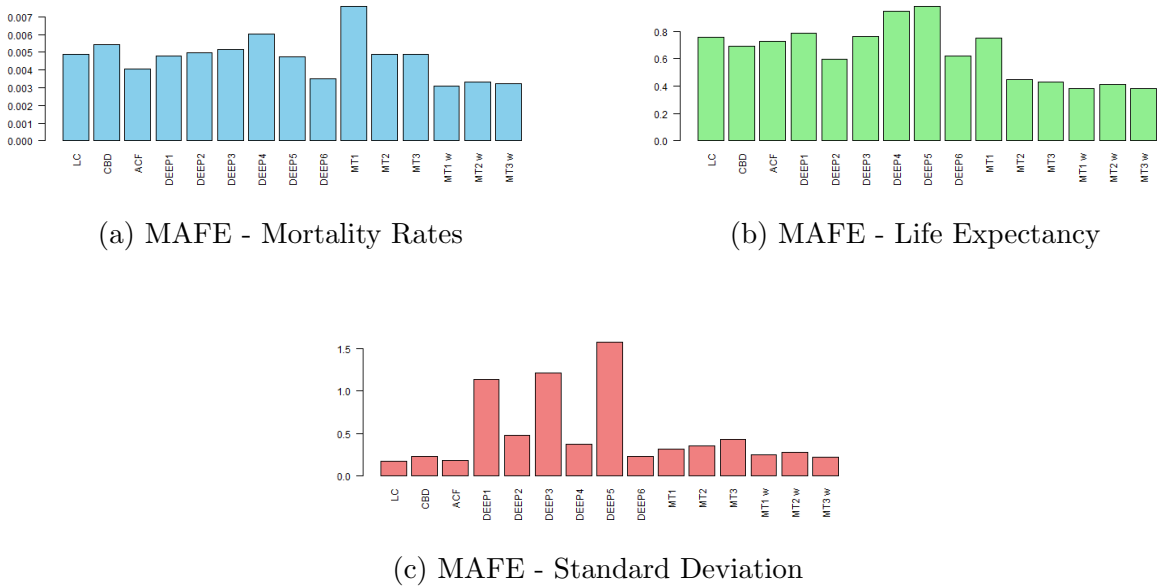 0.007
0.006
0.005
0.004
0.003
0.002
0.001
0.000
LC CBD ACF DEEP1 DEEP2 DEEP3 DEEP4 DEEP5 DEEP6 MT1 MT2 MT3 MT1 w MT2 w MT3 w
(a) MAFE - Mortality Rates
0.8
0.6
0.4
0.2
0.0
LC CBD ACF DEEP1 DEEP2 DEEP3 DEEP4 DEEP5 DEEP6 MT1 MT2 MT3 MT1 w MT2 w MT3 w
(b) MAFE - Life Expectancy
1.5
1.0
0.5
0.0
LC CBD ACF DEEP1 DEEP2 DEEP3 DEEP4 DEEP5 DEEP6 MT1 MT2 MT3 MT1 w MT2 w MT3 w
(c) MAFE - Standard Deviation